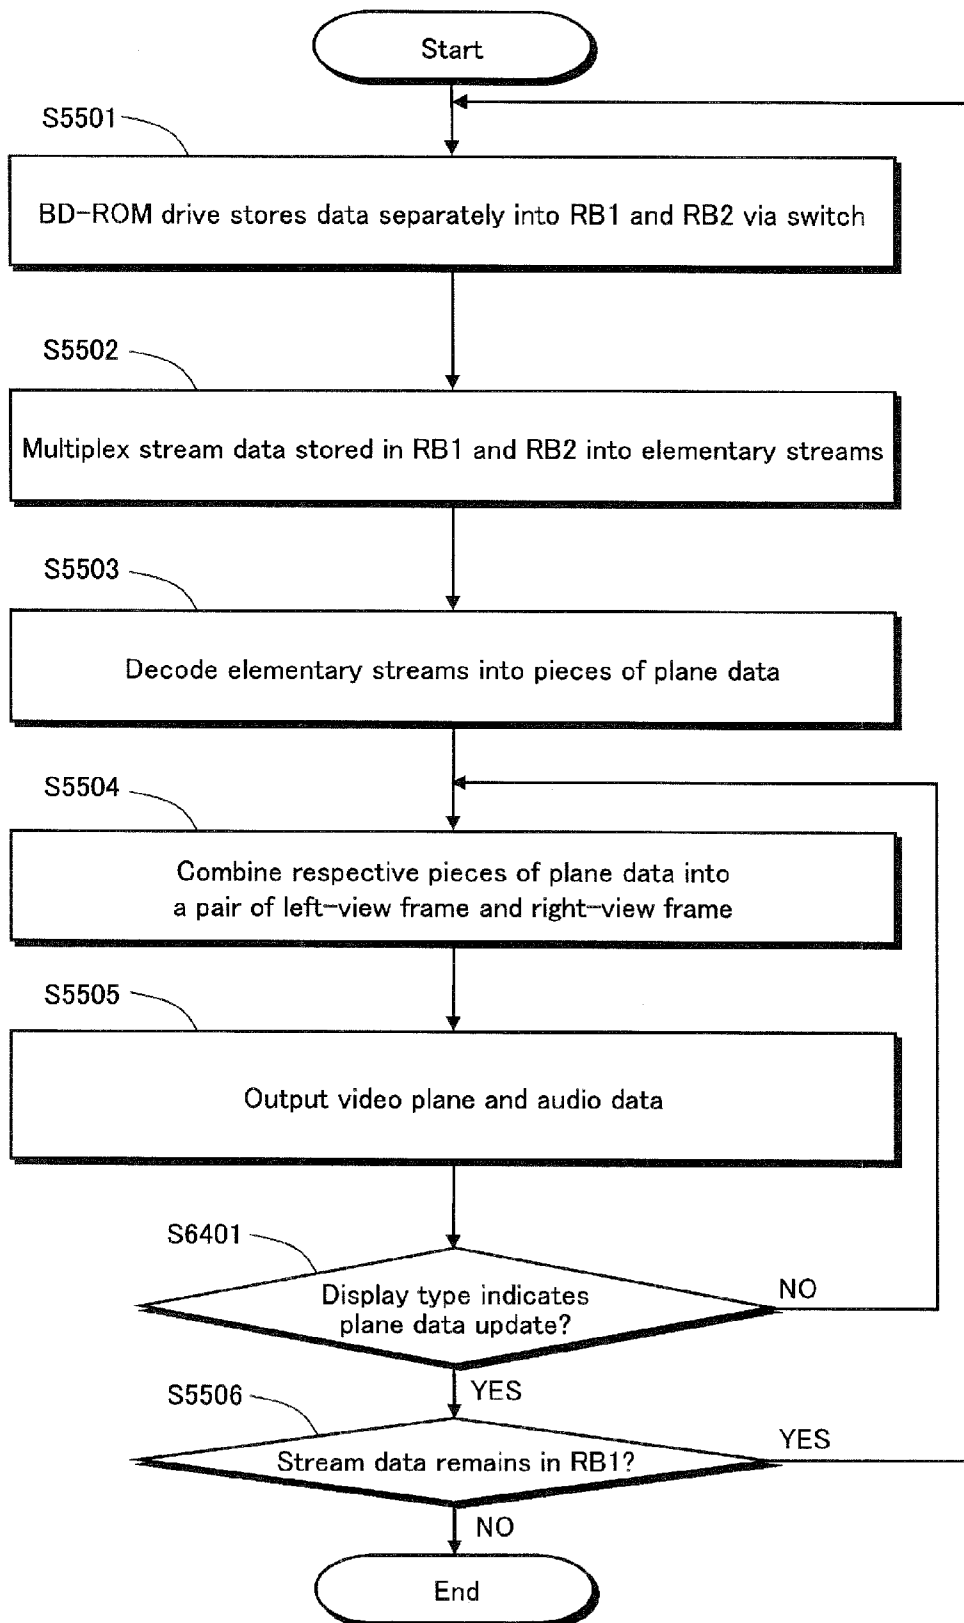 Start
S5501
BD-ROM drive stores data separately into RB1 and RB2 via switch
S5502
Multiplex stream data stored in RB1 and RB2 into elementary streams
S5503
Decode elementary streams into pieces of plane data
S5504
Combine respective pieces of plane data into
a pair of left-view frame and right-view frame
S5505
Output video plane and audio data
S6401
Display type indicates
plane data update?
NO
YES
S5506
Stream data remains in RB1?
YES
NO
End